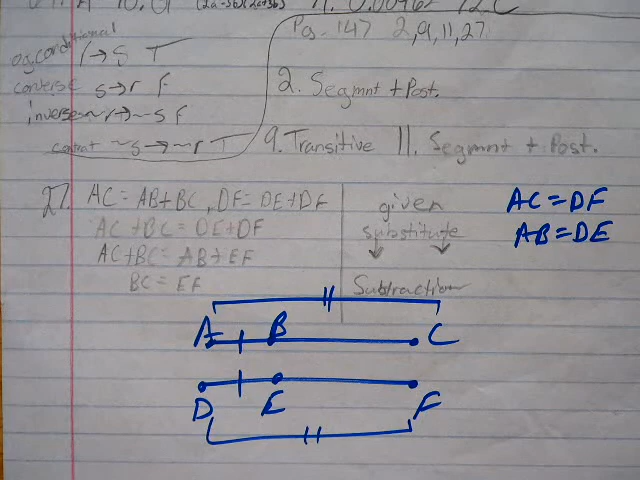 Pos. 147 2,9,11,27
og. conditional r→s T
converse s→r F
inverse ~r→~s F
contrat ~s→~r T
2. Segmnt + Post.
9. Transitive 11. Segmnt + Post.
27. AC=AB+BC, DF=DE+DF given
AC+BC=DE+DF substitute
AC+BC=AB+EF
BC=EF Subtraction
AC=DF
AB=DE
A B C
D E F